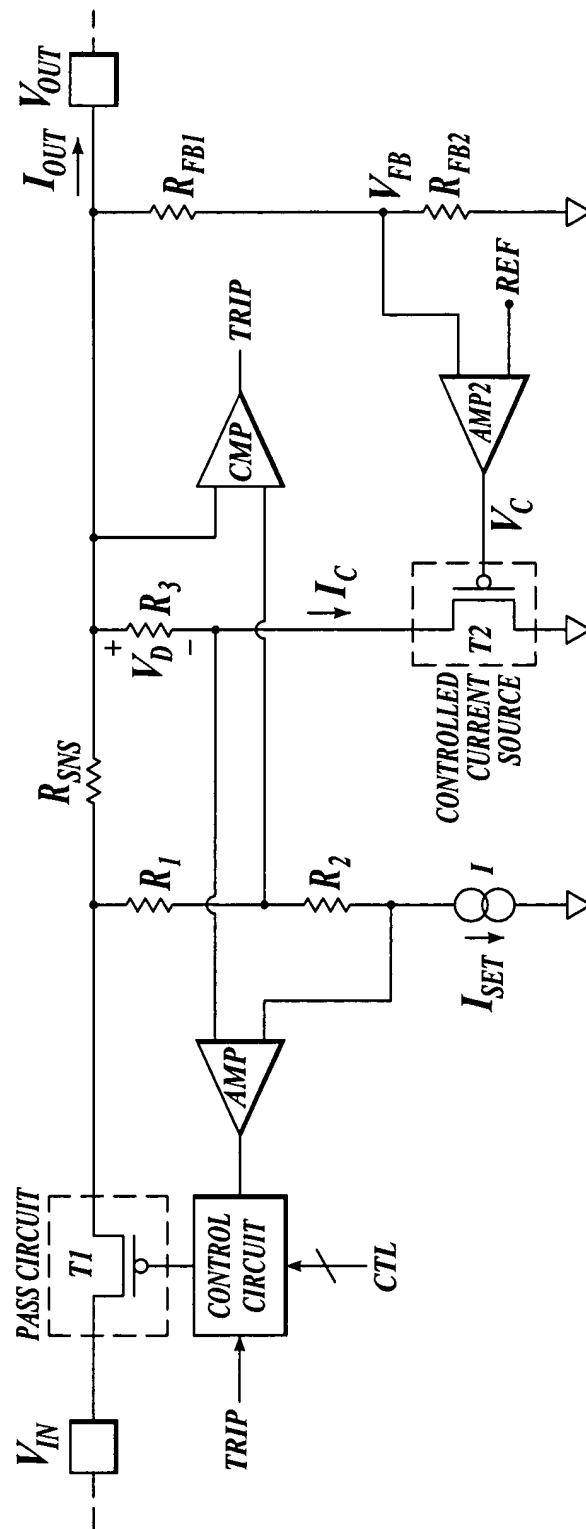 V_IN
PASS CIRCUIT
T1
TRIP
CONTROL
CIRCUIT
CTL
AMP
R_SNS
R_1
R_2
I
I_SET
+
V_D
−
R_3
I_C
CONTROLLED
CURRENT
SOURCE
T2
V_C
CMP
TRIP
AMP2
REF
I_OUT
V_OUT
R_FB1
V_FB
R_FB2